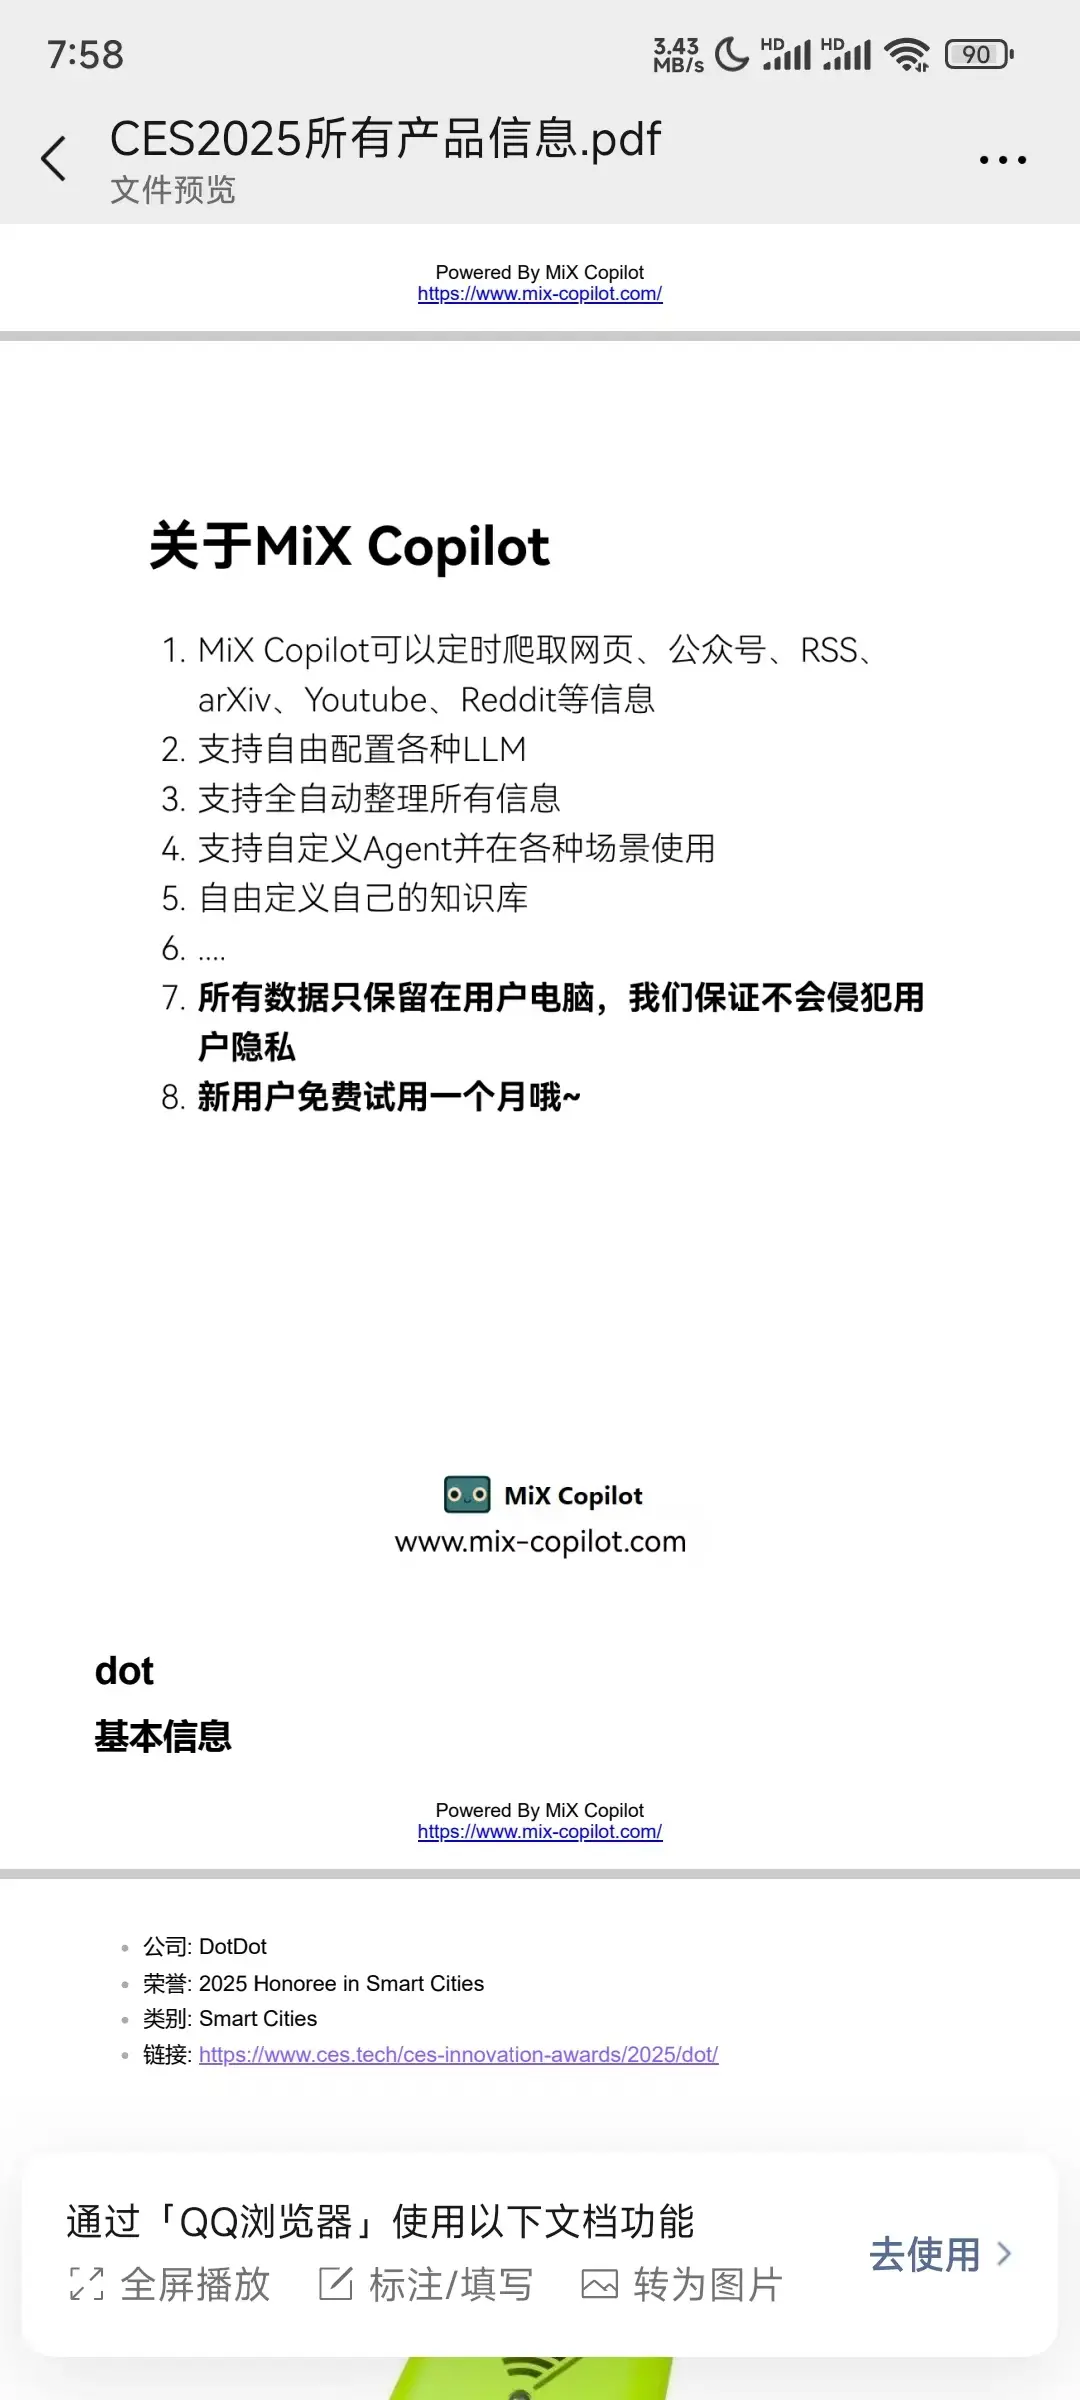 7:58
3.43
MB/s
HD
HD
90
CES2025所有产品信息.pdf
文件预览
Powered By MiX Copilot
https://www.mix-copilot.com/
关于MiX Copilot
1. MiX Copilot可以定时爬取网页、公众号、RSS、
arXiv、Youtube、Reddit等信息
2. 支持自由配置各种LLM
3. 支持全自动整理所有信息
4. 支持自定义Agent并在各种场景使用
5. 自由定义自己的知识库
6. ....
7. 所有数据只保留在用户电脑，我们保证不会侵犯用
户隐私
8. 新用户免费试用一个月哦~
MiX Copilot
www.mix-copilot.com
dot
基本信息
Powered By MiX Copilot
https://www.mix-copilot.com/
• 公司: DotDot
• 荣誉: 2025 Honoree in Smart Cities
• 类别: Smart Cities
• 链接: https://www.ces.tech/ces-innovation-awards/2025/dot/
通过「QQ浏览器」使用以下文档功能
去使用
全屏播放 标注/填写 转为图片